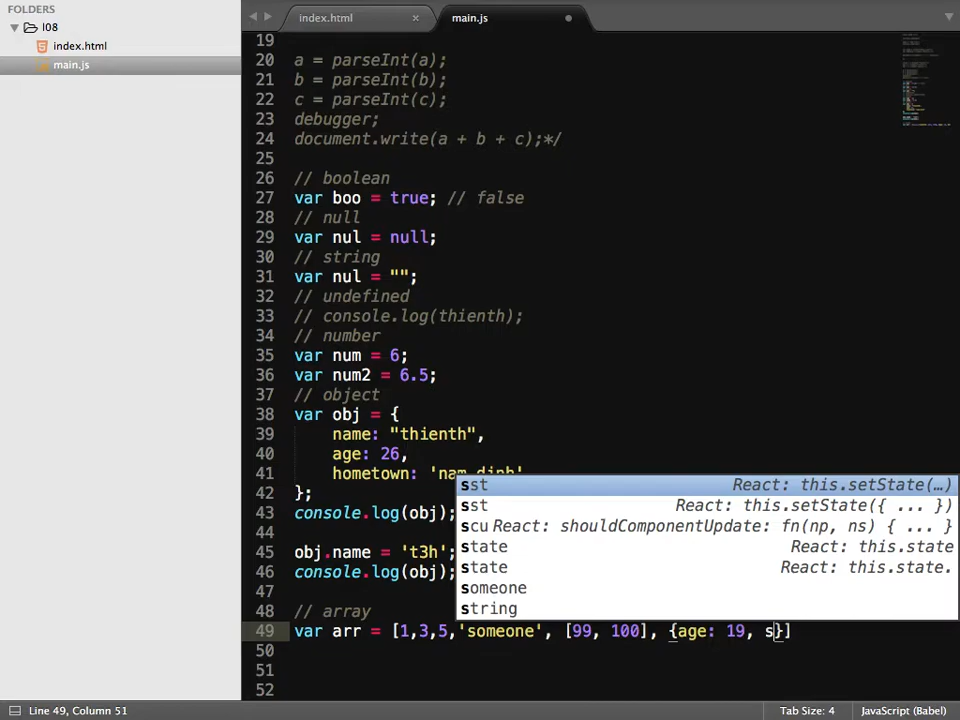 FOLDERS
l08
index.html
main.js
index.html ×
main.js
19
20 a = parseInt(a);
21 b = parseInt(b);
22 c = parseInt(c);
23 debugger;
24 document.write(a + b + c);*/
25
26 // boolean
27 var boo = true; // false
28 // null
29 var nul = null;
30 // string
31 var nul = "";
32 // undefined
33 // console.log(thienth);
34 // number
35 var num = 6;
36 var num2 = 6.5;
37 // object
38 var obj = {
39 name: "thienth",
40 age: 26,
41 hometown: 'nam dinh'
42 };
43 console.log(obj);
44
45 obj.name = 't3h';
46 console.log(obj);
47
48 // array
49 var arr = [1,3,5,'someone', [99, 100], {age: 19, s}]
50
51
52
sst React: this.setState(…)
sst React: this.setState({ ... })
scu React: shouldComponentUpdate: fn(np, ns) { ... }
state React: this.state
state React: this.state.
someone
string
Line 49, Column 51
Tab Size: 4
JavaScript (Babel)